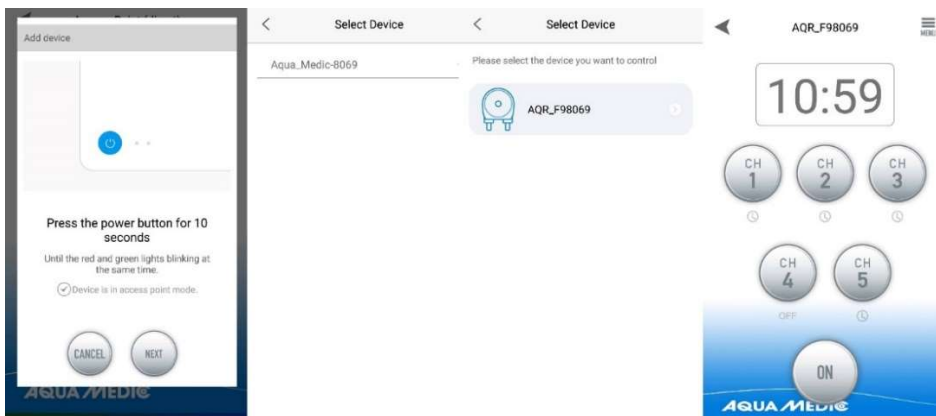 Add device
Press the power button for 10
seconds
Until the red and green lights blinking at
the same time.
Device is in access point mode.
CANCEL
NEXT
AQUA MEDIC
Select Device
Aqua_Medic-8069
Select Device
Please select the device you want to control
AQR_F98069
AQR_F98069
MENU
10:59
CH
1
CH
2
CH
3
CH
4
CH
5
OFF
ON
AQUA MEDIC